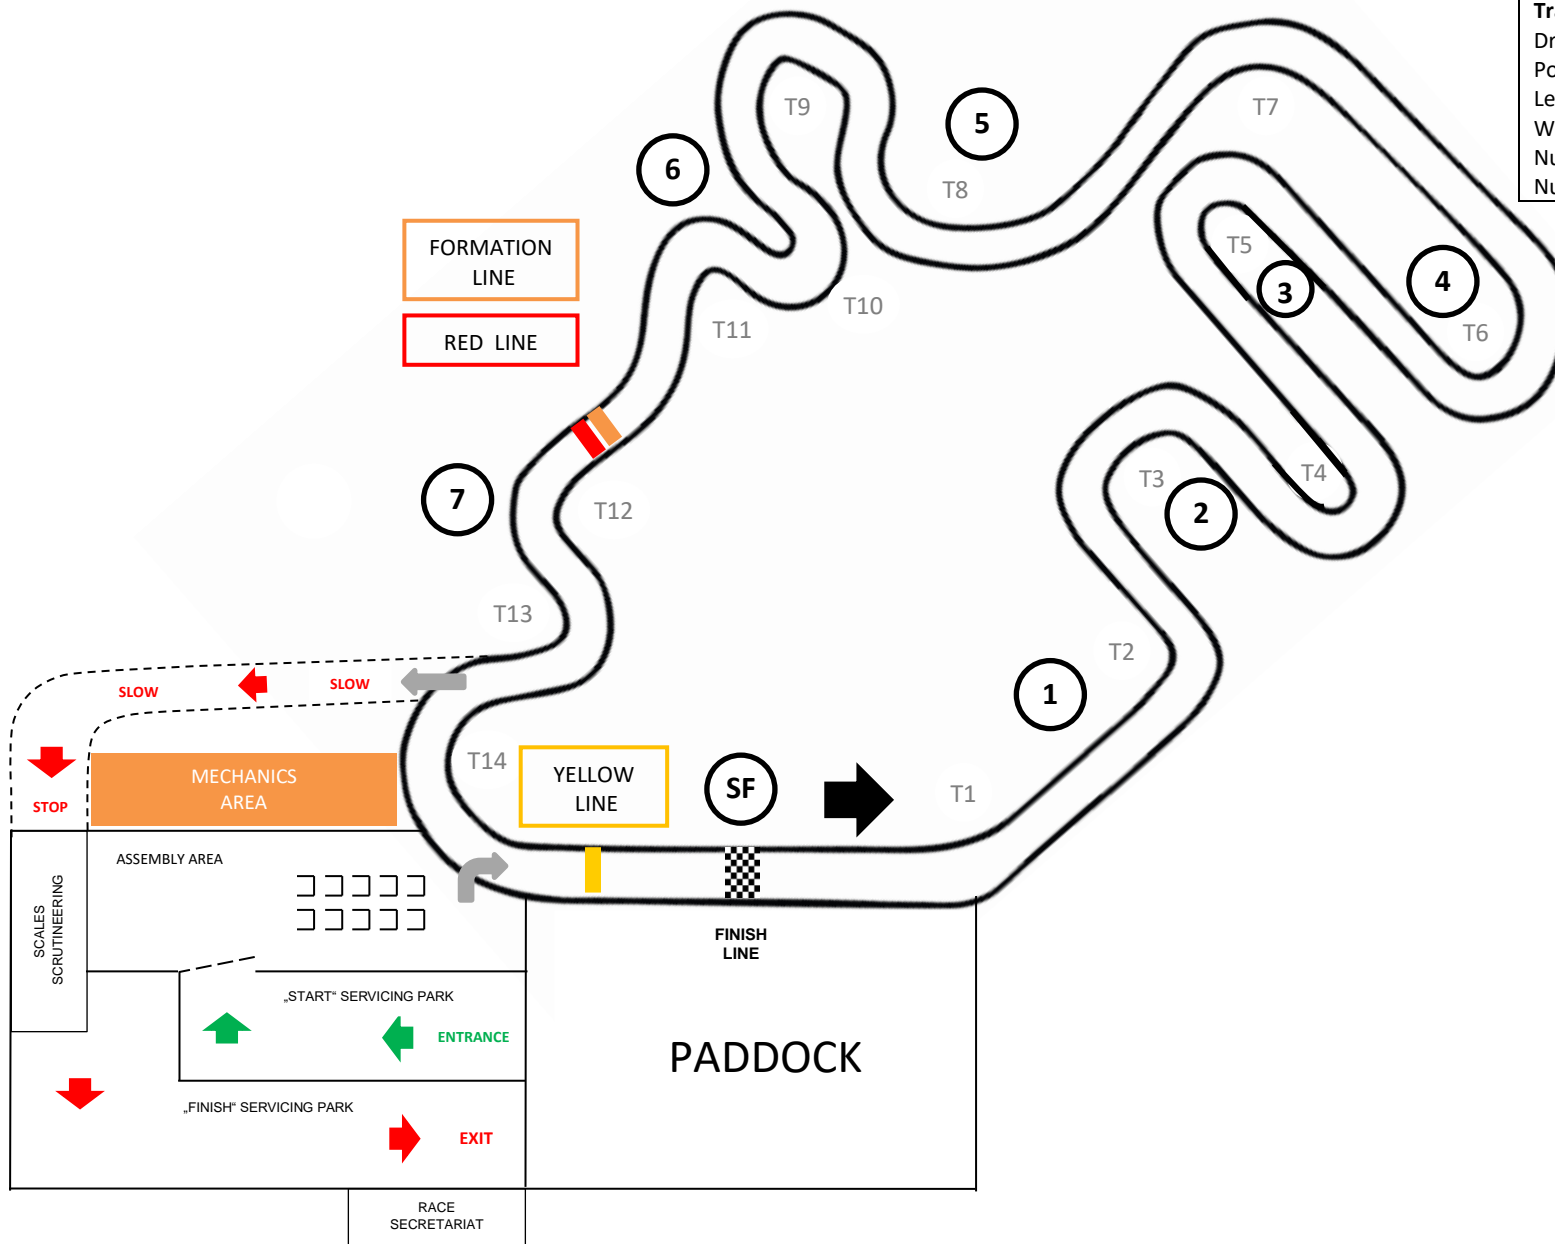 T9
5
T7
6
T8
FORMATION
LINE
T5
3
4
T10
T11
T6
RED LINE
T3
T4
7
2
T12
T13
T2
SLOW
SLOW
1
MECHANICS
AREA
T14
YELLOW
LINE
SF
T1
STOP
ASSEMBLY AREA
SCALES
SCRUTINEERING
FINISH
LINE
„START“ SERVICING PARK
ENTRANCE
PADDOCK
„FINISH“ SERVICING PARK
EXIT
RACE
SECRETARIAT